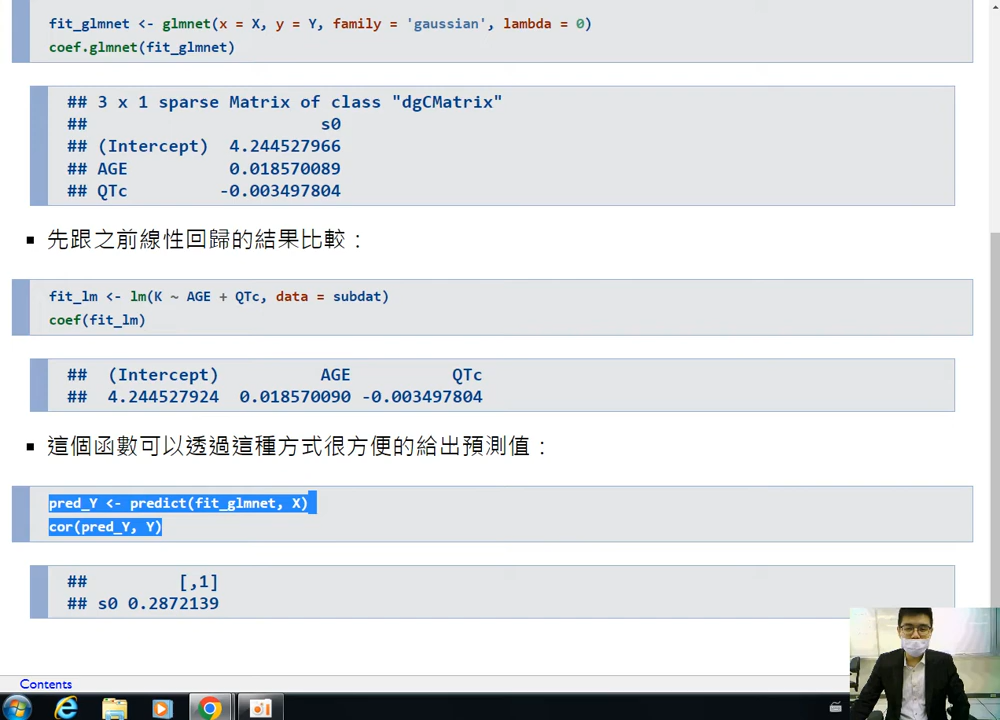 fit_glmnet <- glmnet(x = X, y = Y, family = 'gaussian', lambda = 0)
coef.glmnet(fit_glmnet)
## 3 x 1 sparse Matrix of class "dgCMatrix"
## s0
## (Intercept) 4.244527966
## AGE 0.018570089
## QTc -0.003497804
▪ 先跟之前線性回歸的結果比較：
fit_lm <- lm(K ~ AGE + QTc, data = subdat)
coef(fit_lm)
## (Intercept) AGE QTc
## 4.244527924 0.018570090 -0.003497804
▪ 這個函數可以透過這種方式很方便的給出預測值：
pred_Y <- predict(fit_glmnet, X)
cor(pred_Y, Y)
## [,1]
## s0 0.2872139
Contents